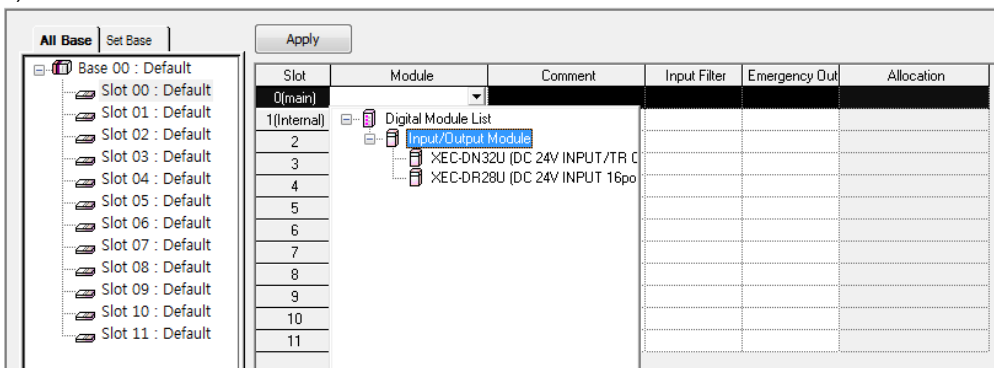 All Base Set Base Apply
Base 00 : Default
Slot 00 : Default
Slot 01 : Default
Slot 02 : Default
Slot 03 : Default
Slot 04 : Default
Slot 05 : Default
Slot 06 : Default
Slot 07 : Default
Slot 08 : Default
Slot 09 : Default
Slot 10 : Default
Slot 11 : Default
Slot Module Comment Input Filter Emergency Out Allocation
0(main)
1(Internal) Digital Module List
2 Input/Output Module
3 XEC-DN32U (DC 24V INPUT/TR
4 XEC-DR28U (DC 24V INPUT 16po
5
6
7
8
9
10
11